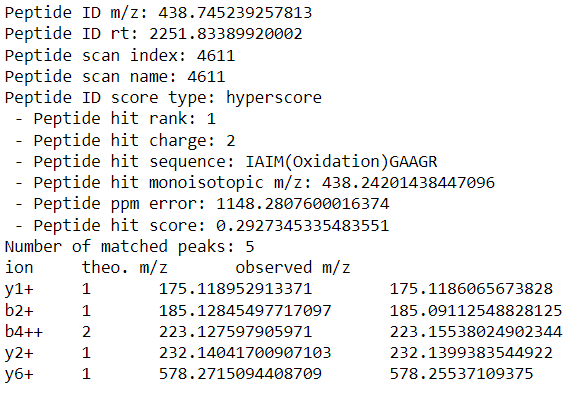 Peptide ID m/z: 438.745239257813
Peptide ID rt: 2251.83389920002
Peptide scan index: 4611
Peptide scan name: 4611
Peptide ID score type: hyperscore
- Peptide hit rank: 1
- Peptide hit charge: 2
- Peptide hit sequence: IAIM(Oxidation)GAAGR
- Peptide hit monoisotopic m/z: 438.24201438447096
- Peptide ppm error: 1148.2807600016374
- Peptide hit score: 0.2927345335483551
Number of matched peaks: 5
ion theo. m/z observed m/z
y1+ 1 175.118952913371 175.1186065673828
b2+ 1 185.12845497717097 185.09112548828125
b4++ 2 223.127597905971 223.15538024902344
y2+ 1 232.14041700907103 232.1399383544922
y6+ 1 578.2715094408709 578.25537109375